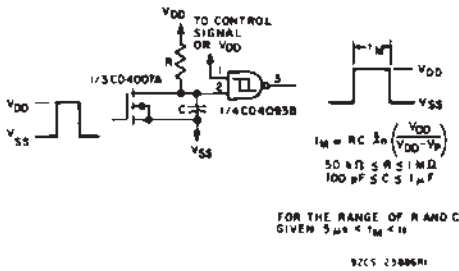 VDD
TO CONTROL
SIGNAL
OR VDD
R
1/3 CD4007A
1
2
3
C
1/4 CD4093B
VDD
VSS
VSS
tM
VDD
VSS
tM = RC ln (VDD / VDD-VP)
50 kΩ ≤ R ≤ 1 MΩ
100 pF ≤ C ≤ 1 µF
FOR THE RANGE OF R AND C
GIVEN 5 µs < tM < 1s